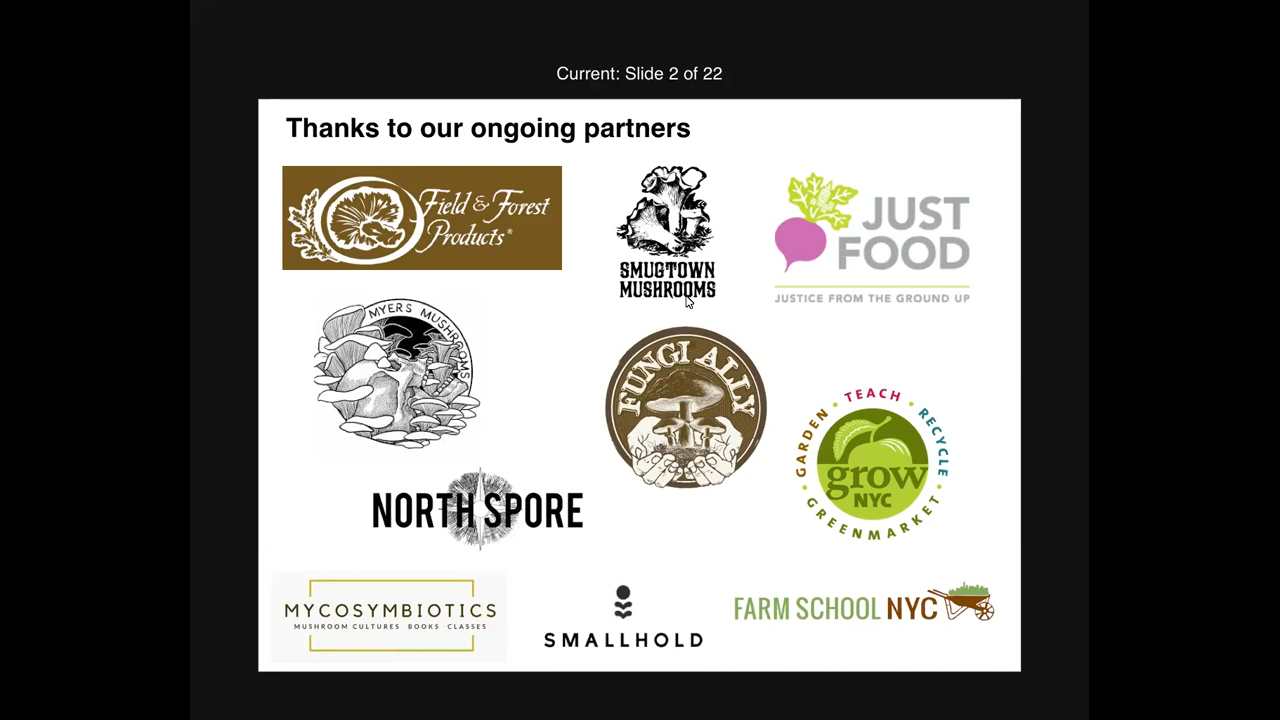 Current: Slide 2 of 22
Thanks to our ongoing partners
Field & Forest
Products®
SMUGTOWN
MUSHROOMS
JUST
FOOD
JUSTICE FROM THE GROUND UP
MYERS MUSHROOMS
FUNGI ALLY
GARDEN • TEACH • RECYCLE • GREENMARKET •
grow
NYC
NORTH SPORE
MYCOSYMBIOTICS
MUSHROOM CULTURES BOOKS CLASSES
SMALLHOLD
FARM SCHOOL NYC